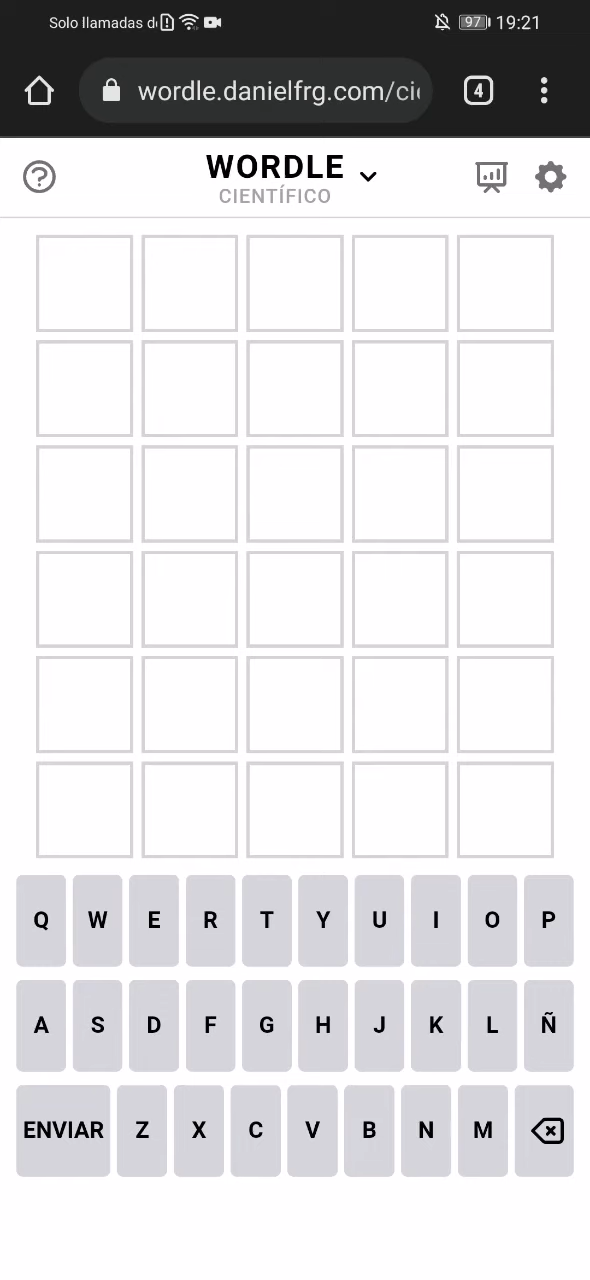 Solo llamadas d 97 19:21
wordle.danielfrg.com/ci 4
WORDLE
CIENTÍFICO
Q W E R T Y U I O P
A S D F G H J K L Ñ
ENVIAR Z X C V B N M